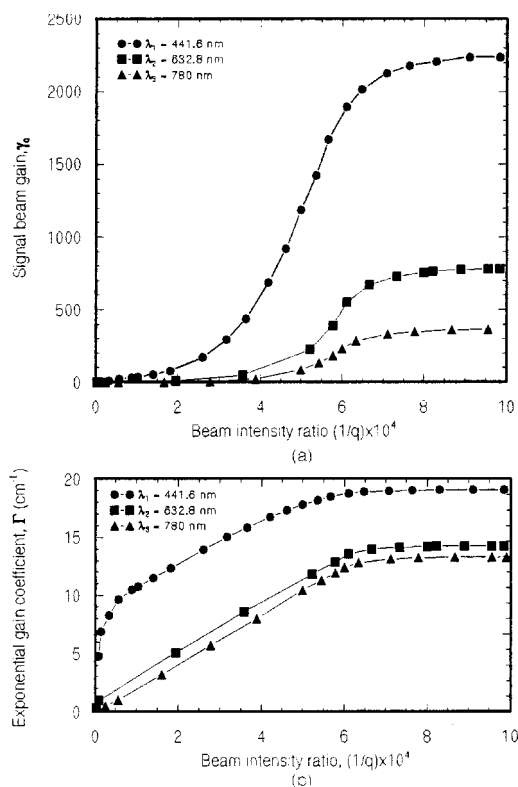 2500
2000
1500
1000
500
0
Signal beam gain, γ₀
λ₁ - 441.6 nm
λ₂ - 632.8 nm
λ₃ - 780 nm
0 2 4 6 8 10
Beam intensity ratio (1/q)x10⁴
(a)
20
15
10
5
0
Exponential gain coefficient, Γ (cm⁻¹)
λ₁ - 441.6 nm
λ₂ - 632.8 nm
λ₃ - 780 nm
0 2 4 6 8 10
Beam intensity ratio, (1/q)x10⁴
(b)